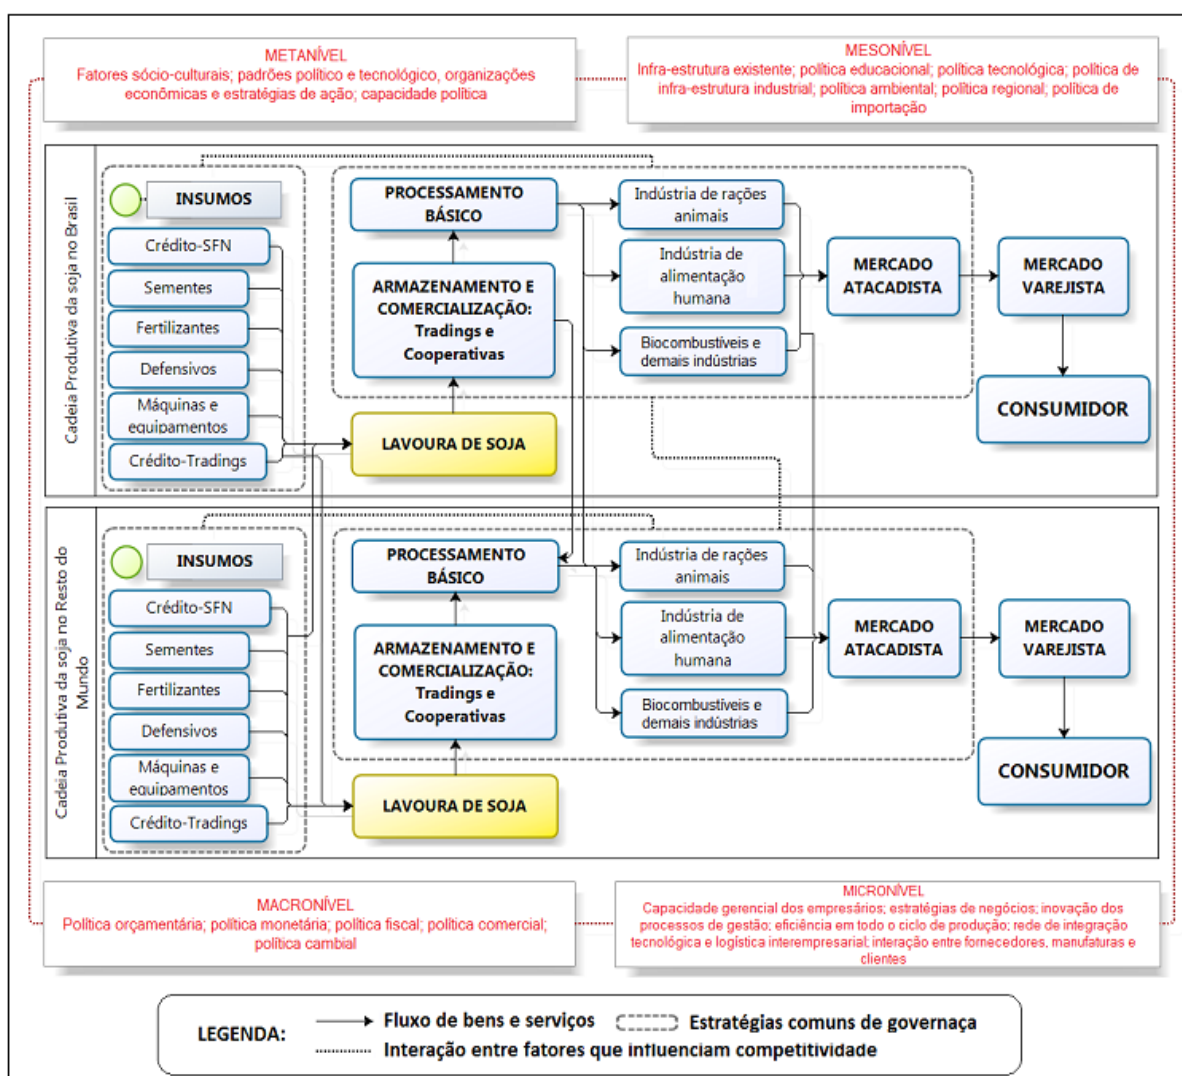 METANÍVEL
Fatores sócio-culturais; padrões político e tecnológico, organizações
econômicas e estratégias de ação; capacidade política
MESONÍVEL
Infra-estrutura existente; política educacional; política tecnológica; política de
infra-estrutura industrial; política ambiental; política regional; política de
importação
Cadeia Produtiva da soja no Brasil
INSUMOS
Crédito-SFN
Sementes
Fertilizantes
Defensivos
Máquinas e
equipamentos
Crédito-Tradings
PROCESSAMENTO
BÁSICO
ARMAZENAMENTO E
COMERCIALIZAÇÃO:
Tradings e
Cooperativas
LAVOURA DE SOJA
Indústria de rações
animais
Indústria de
alimentação
humana
Biocombustíveis e
demais indústrias
MERCADO
ATACADISTA
MERCADO
VAREJISTA
CONSUMIDOR
Cadeia Produtiva da soja no Resto do
Mundo
INSUMOS
Crédito-SFN
Sementes
Fertilizantes
Defensivos
Máquinas e
equipamentos
Crédito-Tradings
PROCESSAMENTO
BÁSICO
ARMAZENAMENTO E
COMERCIALIZAÇÃO:
Tradings e
Cooperativas
LAVOURA DE SOJA
Indústria de rações
animais
Indústria de
alimentação
humana
Biocombustíveis e
demais indústrias
MERCADO
ATACADISTA
MERCADO
VAREJISTA
CONSUMIDOR
MACRONÍVEL
Política orçamentária; política monetária; política fiscal; política comercial;
política cambial
MICRONÍVEL
Capacidade gerencial dos empresários; estratégias de negócios; inovação dos
processos de gestão; eficiência em todo o ciclo de produção; rede de integração
tecnológica e logística interempresarial; interação entre fornecedores, manufaturas e
clientes
LEGENDA:
Fluxo de bens e serviços
Estratégias comuns de governaça
Interação entre fatores que influenciam competitividade